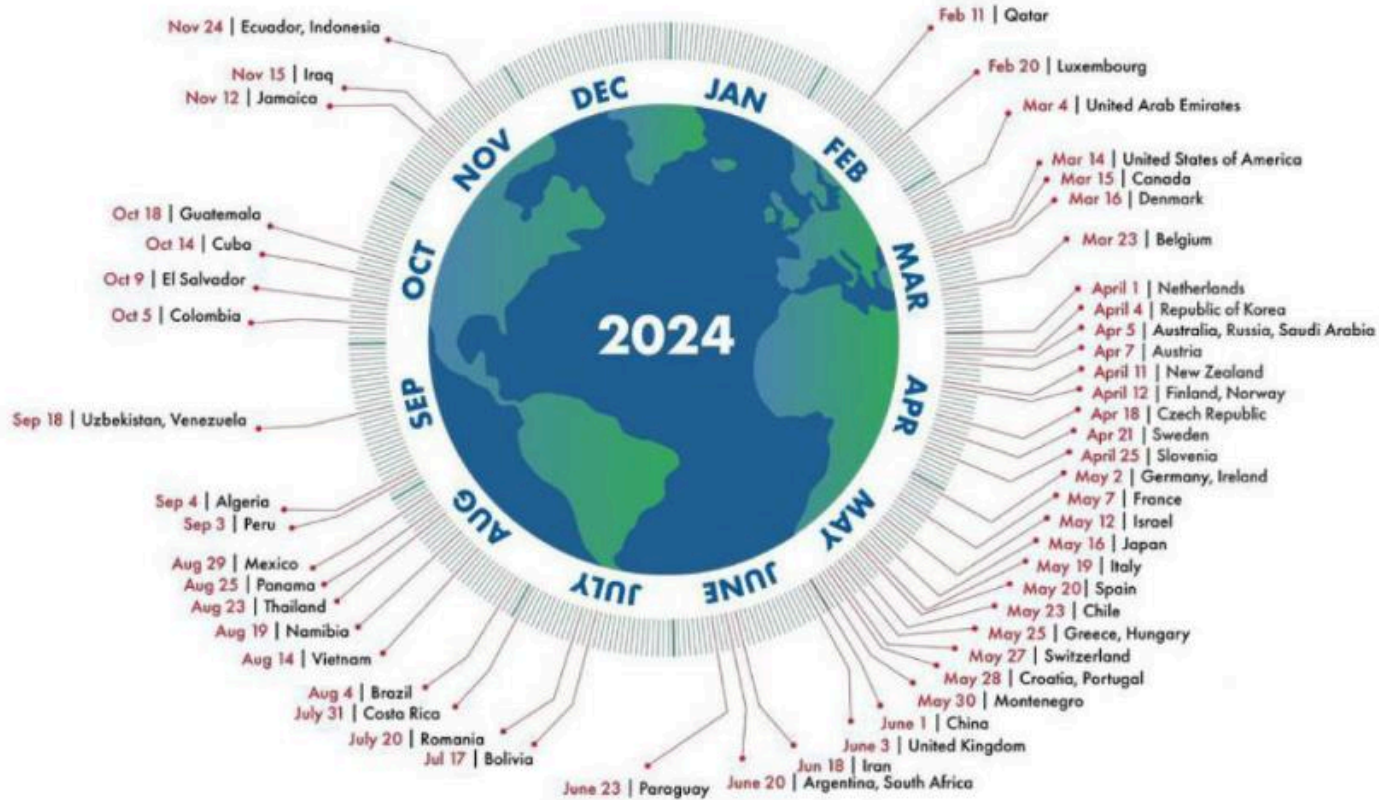 Feb 11 | Qatar
Feb 20 | Luxembourg
Mar 4 | United Arab Emirates
Mar 14 | United States of America
Mar 15 | Canada
Mar 16 | Denmark
Mar 23 | Belgium
April 1 | Netherlands
April 4 | Republic of Korea
Apr 5 | Australia, Russia, Saudi Arabia
Apr 7 | Austria
April 11 | New Zealand
April 12 | Finland, Norway
Apr 18 | Czech Republic
Apr 21 | Sweden
April 25 | Slovenia
May 2 | Germany, Ireland
May 7 | France
May 12 | Israel
May 16 | Japan
May 19 | Italy
May 20| Spain
May 23 | Chile
May 25 | Greece, Hungary
May 27 | Switzerland
May 28 | Croatia, Portugal
May 30 | Montenegro
June 1 | China
June 3 | United Kingdom
Jun 18 | Iran
June 20 | Argentina, South Africa
June 23 | Paraguay
Jul 17 | Bolivia
July 20 | Romania
July 31 | Costa Rica
Aug 4 | Brazil
Aug 14 | Vietnam
Aug 19 | Namibia
Aug 23 | Thailand
Aug 25 | Panama
Aug 29 | Mexico
Sep 3 | Peru
Sep 4 | Algeria
Sep 18 | Uzbekistan, Venezuela
Oct 5 | Colombia
Oct 9 | El Salvador
Oct 14 | Cuba
Oct 18 | Guatemala
Nov 12 | Jamaica
Nov 15 | Iraq
Nov 24 | Ecuador, Indonesia
JAN
FEB
MAR
APR
MAY
JUNE
JULY
AUG
SEP
OCT
NOV
DEC
2024